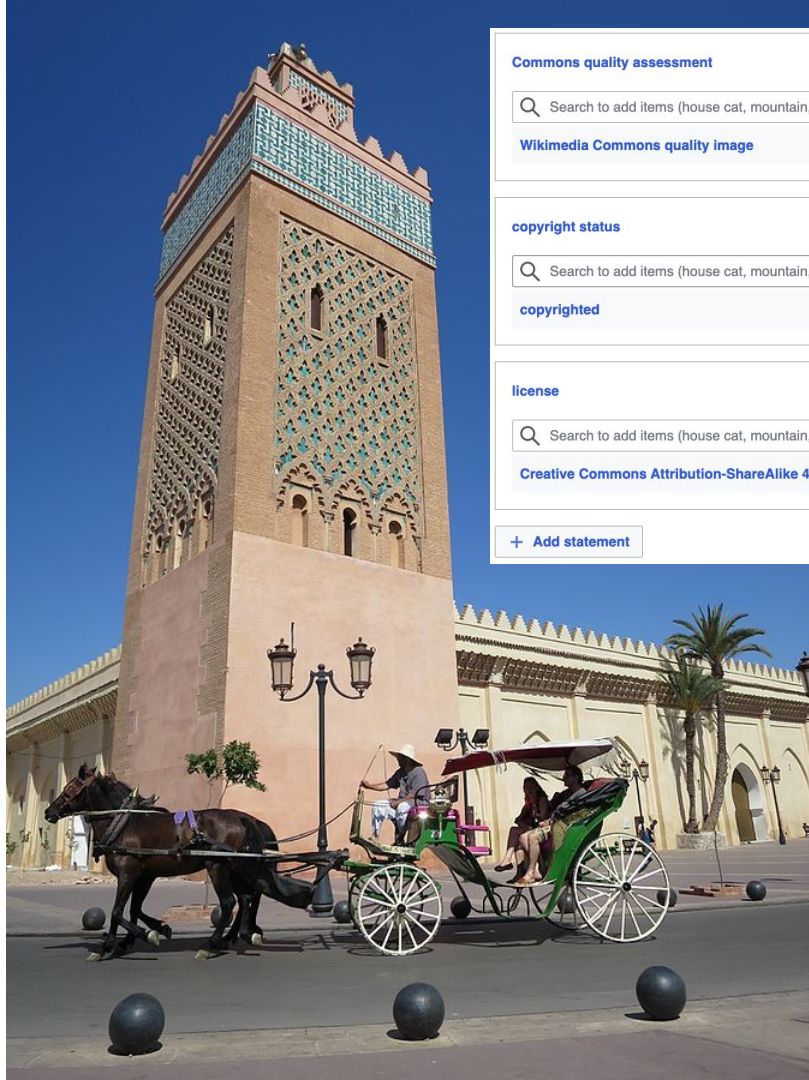 Commons quality assessment
Search to add items (house cat, mountain,
Wikimedia Commons quality image
copyright status
Search to add items (house cat, mountain,
copyrighted
license
Search to add items (house cat, mountain,
Creative Commons Attribution-ShareAlike 4
+ Add statement